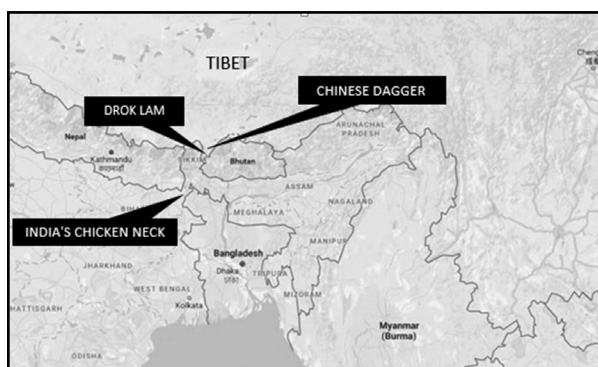 TIBET
CHINESE DAGGER
DROK LAM
ARUNACHAL
PRADESH
Nepal
Kathmandu
SIKKIM
Bhutan
ASSAM
NAGALAND
MEGHALAYA
INDIA'S CHICKEN NECK
MANIPUR
Bangladesh
Dhaka
JHARKHAND
TRIPURA
WEST BENGAL
MIZORAM
Kolkata
HATTISGARH
Myanmar
(Burma)
ODISHA